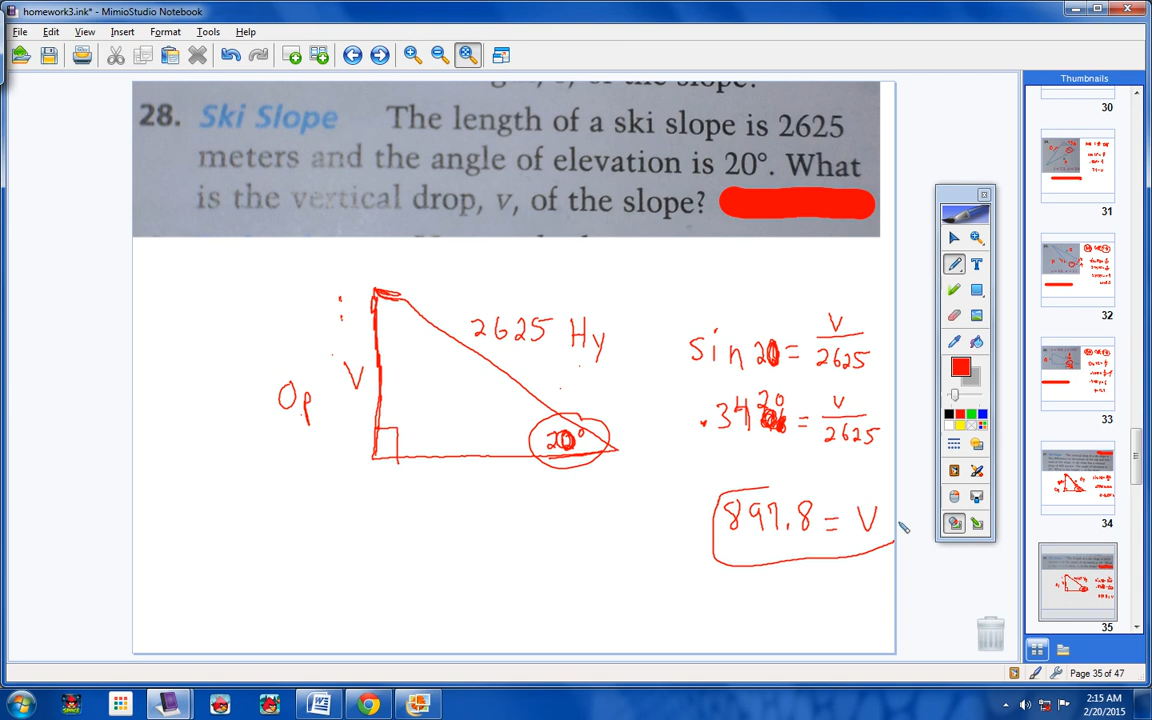 homework3.ink* - MimioStudio Notebook
File Edit View Insert Format Tools Help
28. Ski Slope The length of a ski slope is 2625
meters and the angle of elevation is 20°. What
is the vertical drop, v, of the slope?
2625 Hy
Op
V
20°
sin 20 = V/2625
.3420 = V/2625
897.8 = V
Thumbnails
30
31
32
33
34
35
Page 35 of 47
2:15 AM
2/20/2015